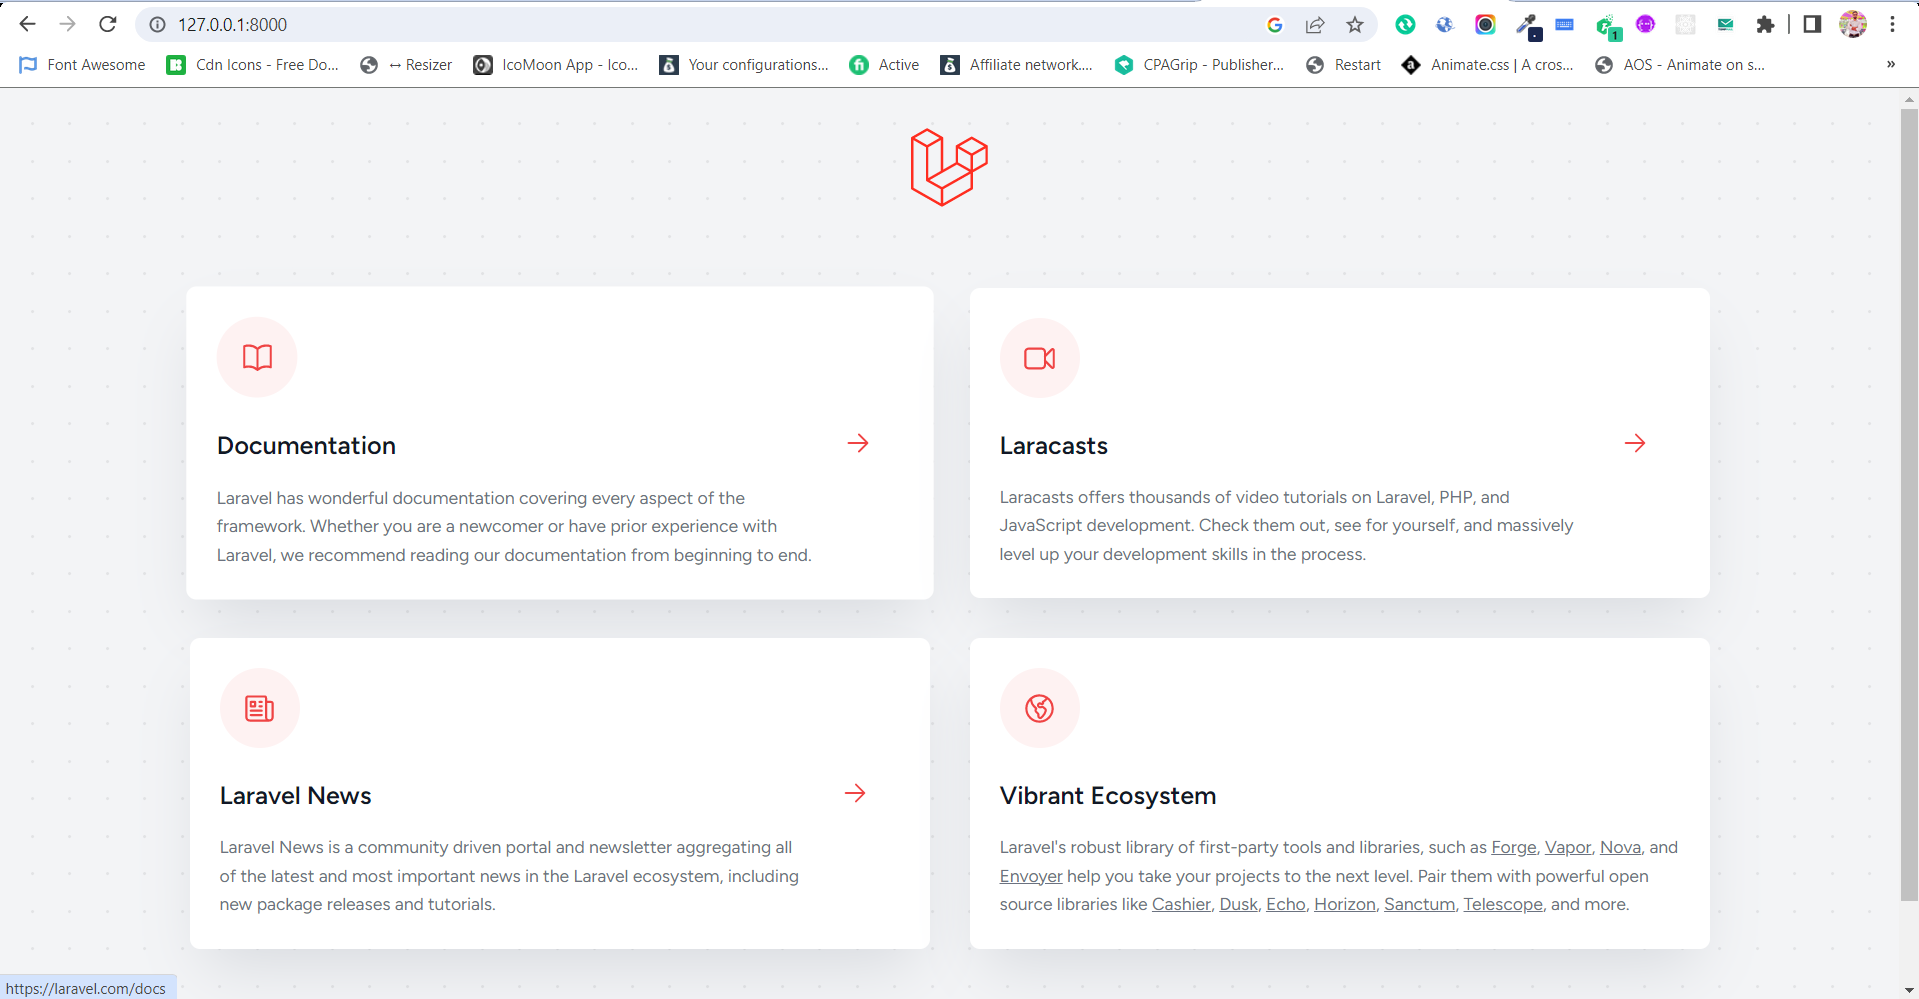 127.0.0.1:8000
Font Awesome
Cdn Icons - Free Do...
↔ Resizer
IcoMoon App - Ico...
Your configurations...
Active
Affiliate network....
CPAGrip - Publisher...
Restart
Animate.css | A cros...
AOS - Animate on s...
»
Documentation
Laravel has wonderful documentation covering every aspect of the
framework. Whether you are a newcomer or have prior experience with
Laravel, we recommend reading our documentation from beginning to end.
Laracasts
Laracasts offers thousands of video tutorials on Laravel, PHP, and
JavaScript development. Check them out, see for yourself, and massively
level up your development skills in the process.
Laravel News
Laravel News is a community driven portal and newsletter aggregating all
of the latest and most important news in the Laravel ecosystem, including
new package releases and tutorials.
Vibrant Ecosystem
Laravel's robust library of first-party tools and libraries, such as Forge, Vapor, Nova, and
Envoyer help you take your projects to the next level. Pair them with powerful open
source libraries like Cashier, Dusk, Echo, Horizon, Sanctum, Telescope, and more.
https://laravel.com/docs